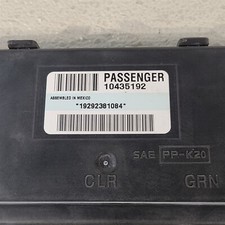 PASSENGER
10435192
ASSEMBLED IN MEXICO
*19292381084*
SAE PP-K20
CLR GRN